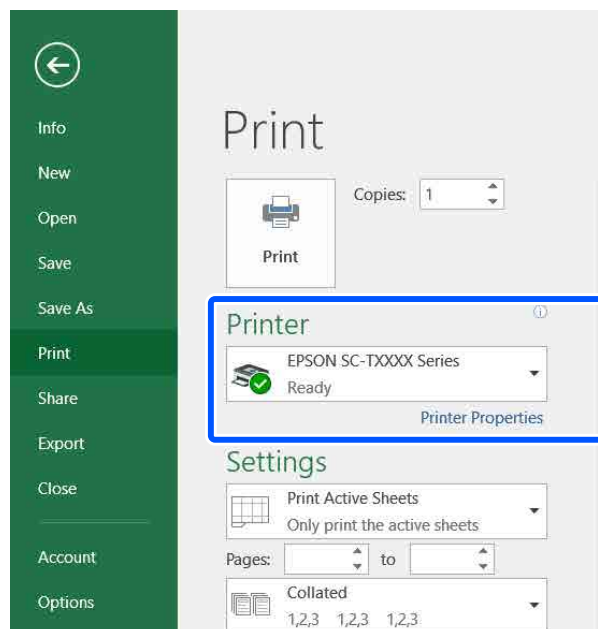 Info
New
Open
Save
Save As
Print
Share
Export
Close
Account
Options
Print
Copies: 1
Print
Printer
EPSON SC-TXXXX Series
Ready
Printer Properties
Settings
Print Active Sheets
Only print the active sheets
Pages: to
Collated
1,2,3 1,2,3 1,2,3